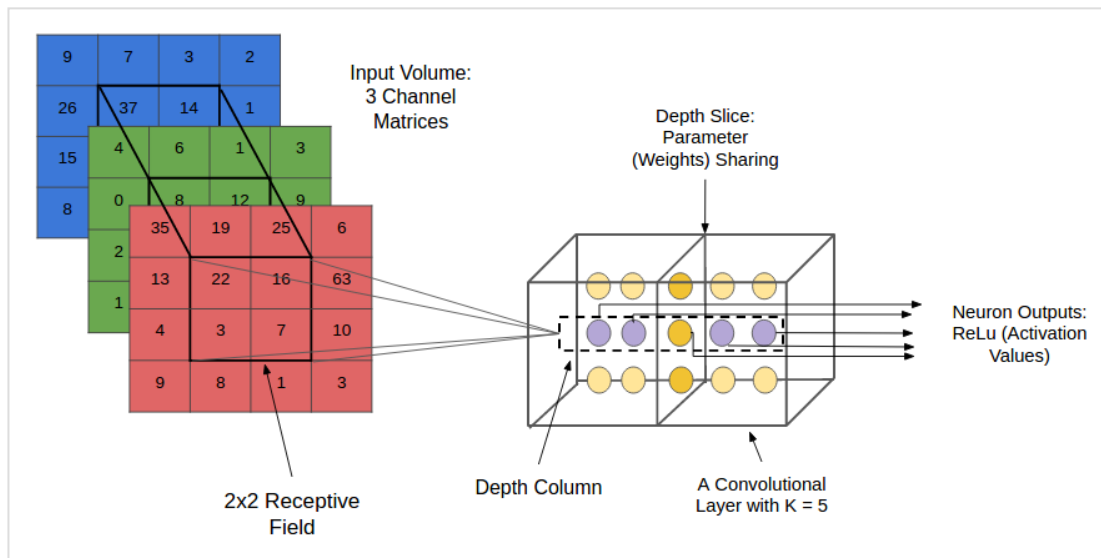 9 7 3 2
26 37 14 1
15
8
4 6 1 3
0 8 12 9
2
1
35 19 25 6
13 22 16 63
4 3 7 10
9 8 1 3
Input Volume:
3 Channel
Matrices
2x2 Receptive
Field
Depth Slice:
Parameter
(Weights) Sharing
Depth Column
A Convolutional
Layer with K = 5
Neuron Outputs:
ReLu (Activation
Values)